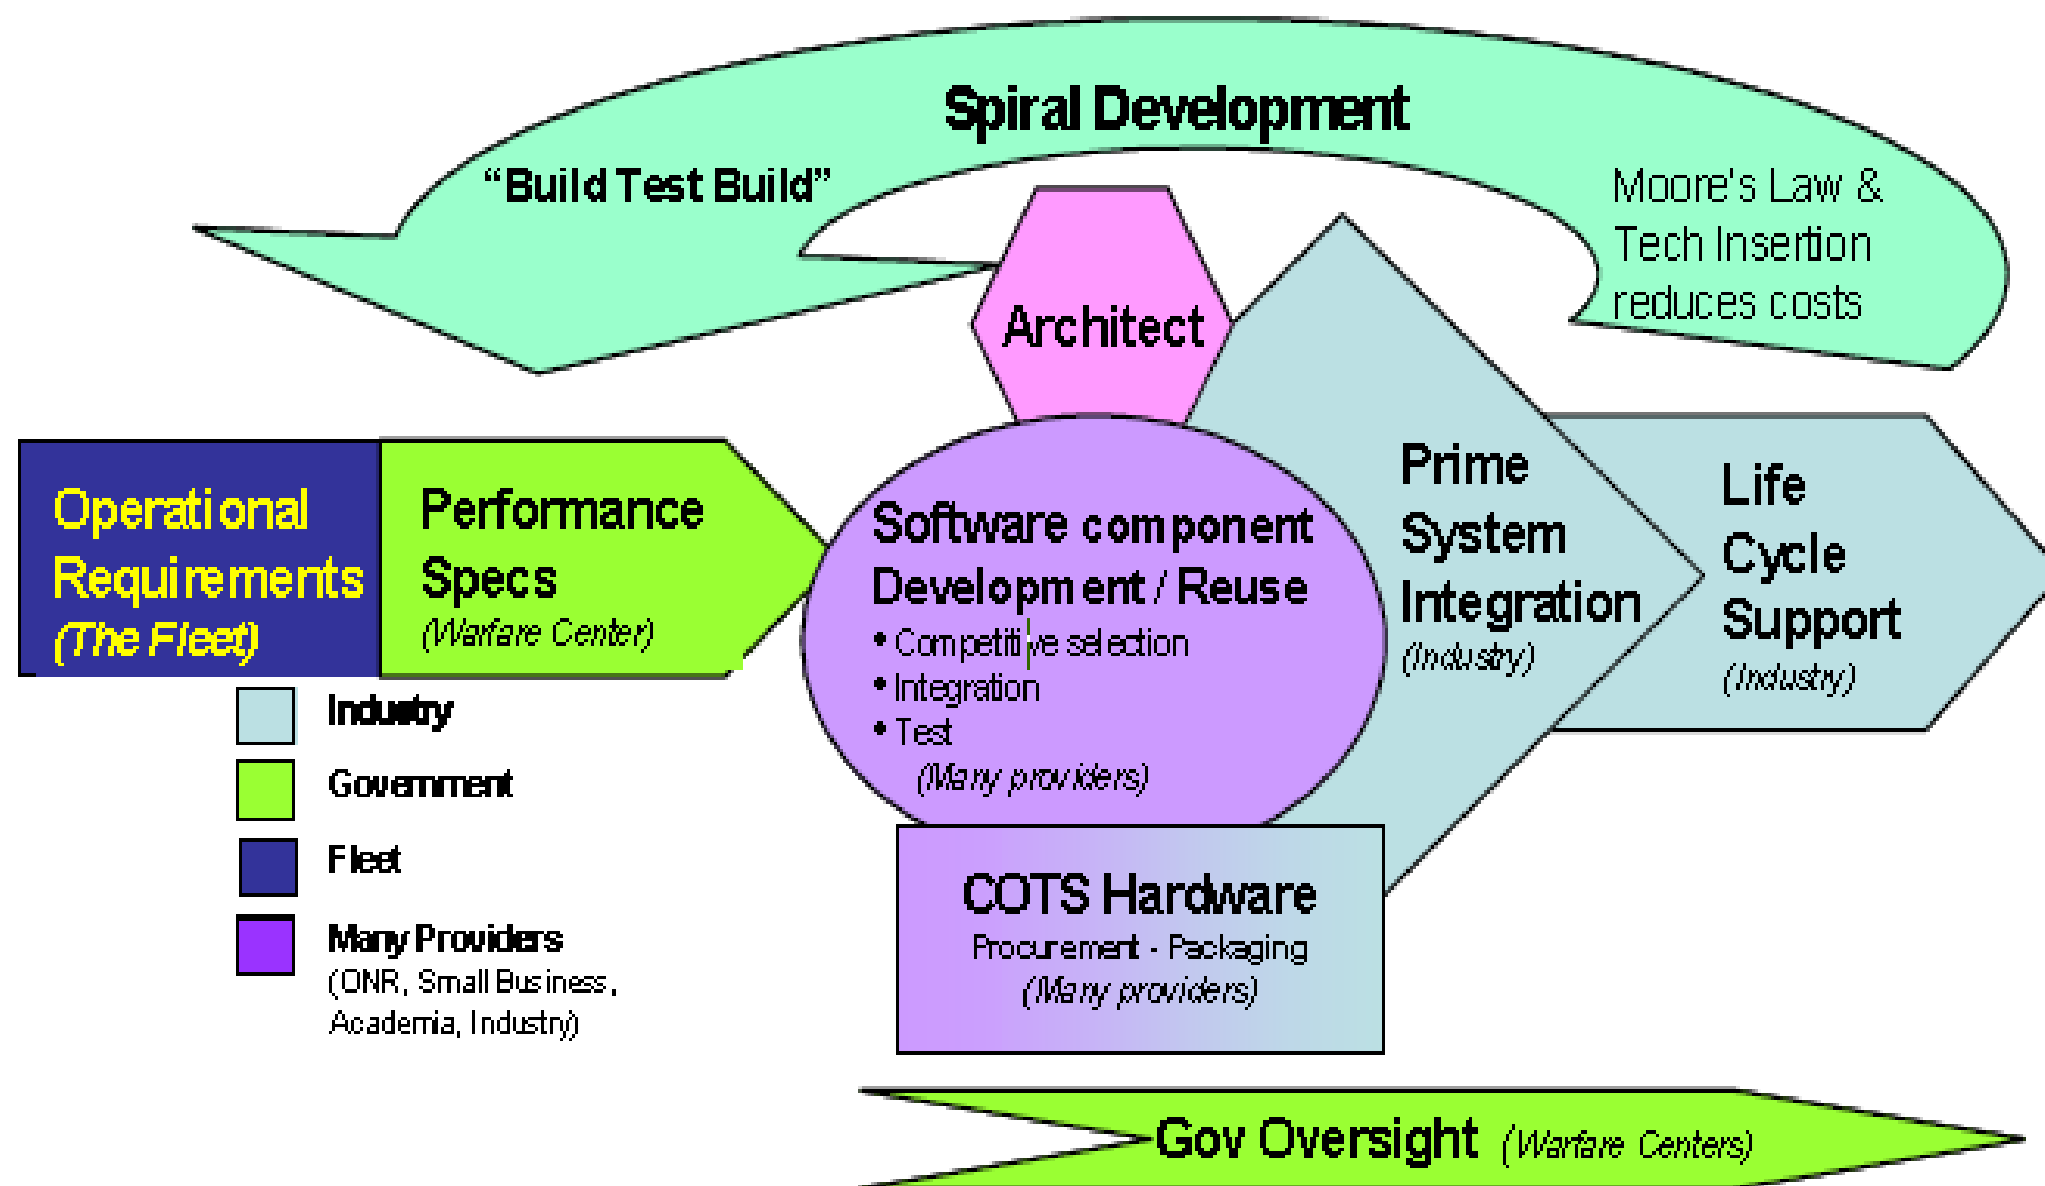 Spiral Development
“Build Test Build”
Moore's Law &
Tech Insertion
reduces costs
Architect
Operational
Requirements
(The Fleet)
Performance
Specs
(Warfare Center)
Software component
Development / Reuse
• Competitive selection
• Integration
• Test
(Many providers)
Prime
System
Integration
(Industry)
Life
Cycle
Support
(Industry)
Industry
Government
Fleet
Many Providers
(ONR, Small Business,
Academia, Industry)
COTS Hardware
Procurement - Packaging
(Many providers)
Gov Oversight (Warfare Centers)